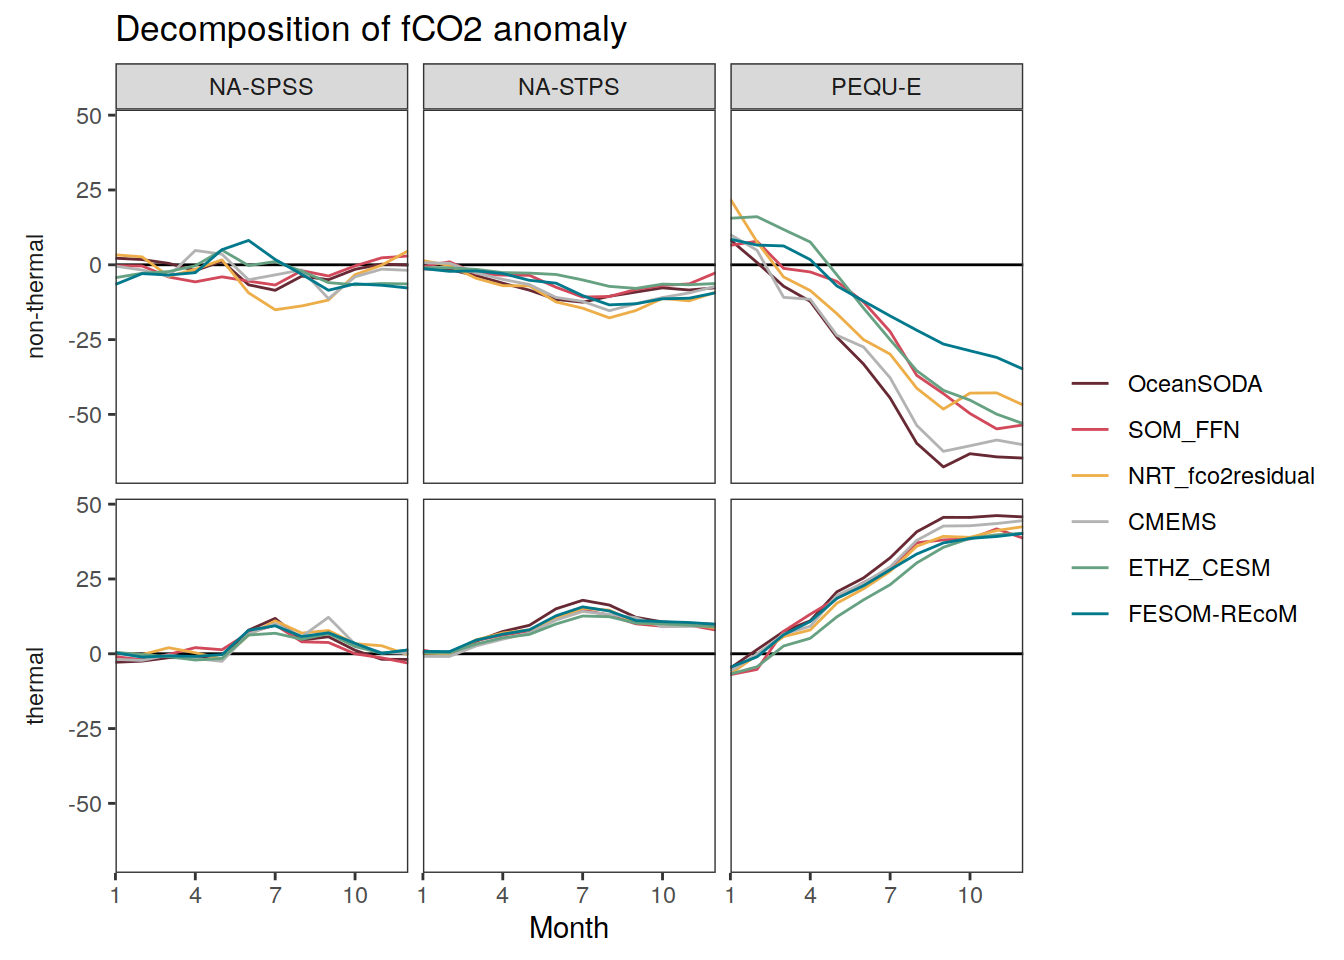 Decomposition of fCO2 anomaly
NA-SPSS NA-STPS PEQU-E
non-thermal
50
25
0
-25
-50
thermal
50
25
0
-25
-50
1 4 7 10 1 4 7 10 1 4 7 10
Month
OceanSODA
SOM_FFN
NRT_fco2residual
CMEMS
ETHZ_CESM
FESOM-REcoM